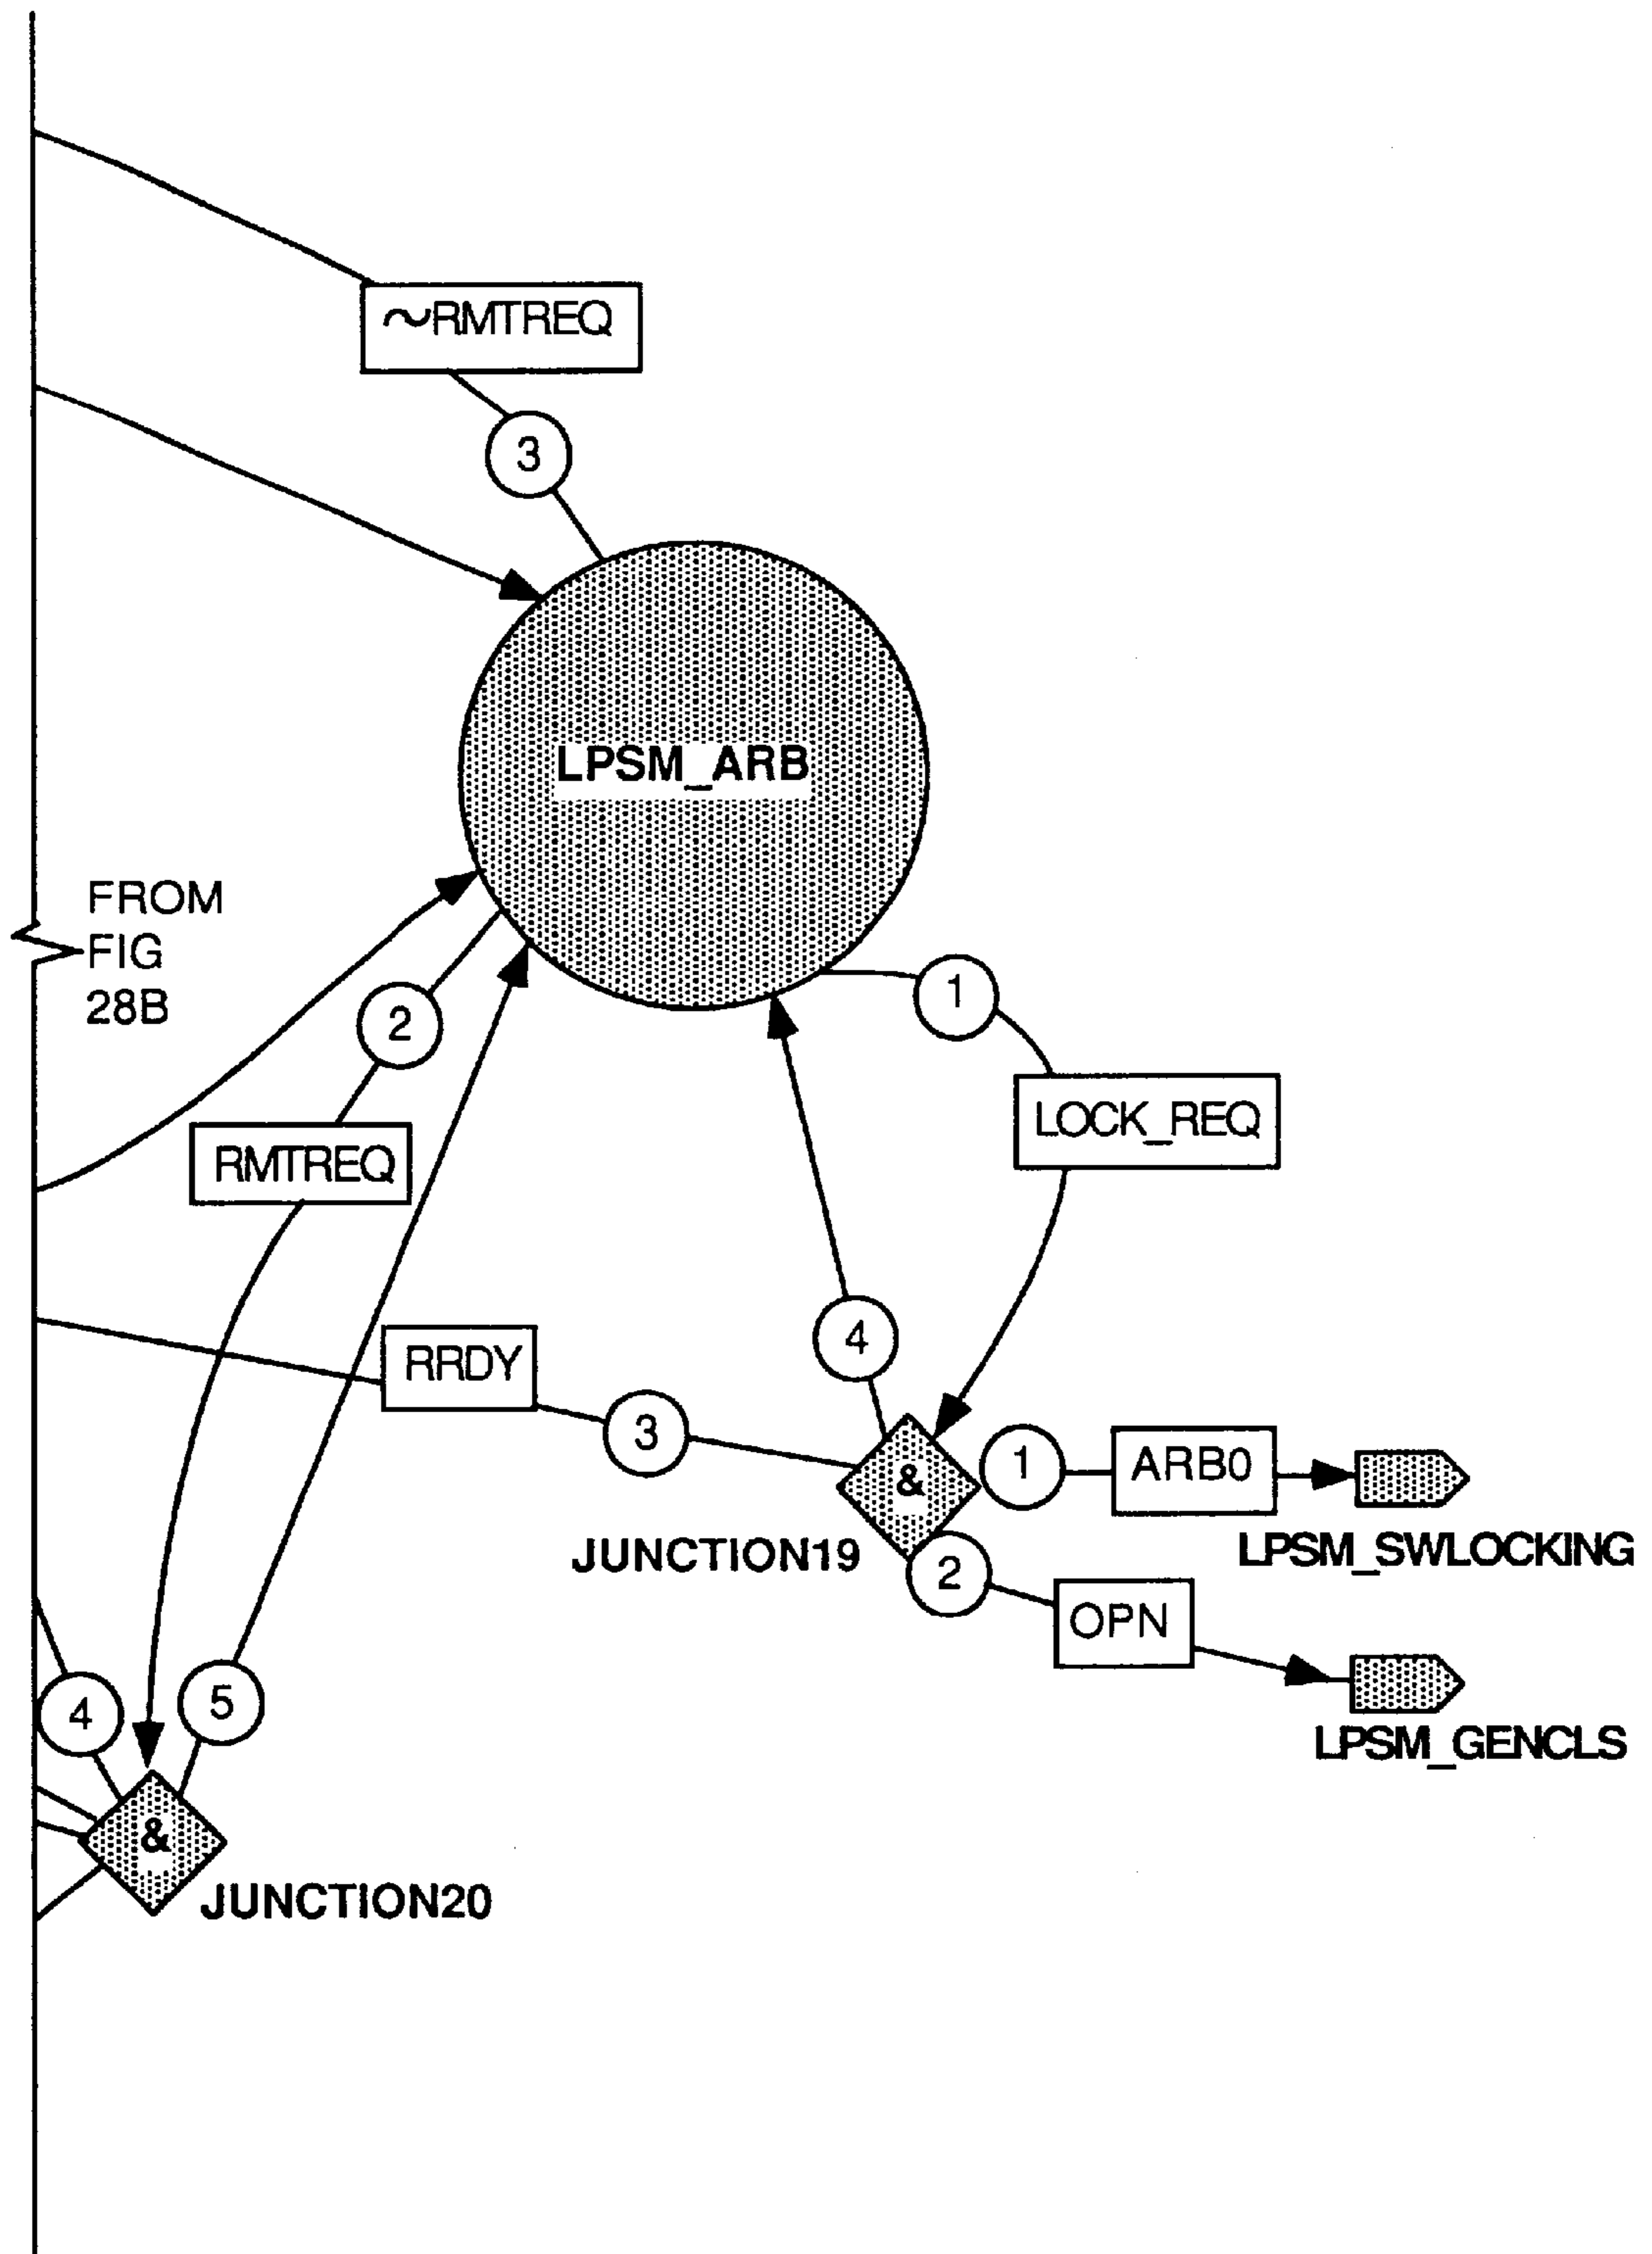 ~RMTREQ
3
LPSM_ARB
FROM
FIG
28B
1
2
LOCK_REQ
RMTREQ
4
RRDY
3
1
ARB0
&
JUNCTION19
LPSM_SWLOCKING
2
OPN
4
5
LPSM_GENCLS
&
JUNCTION20